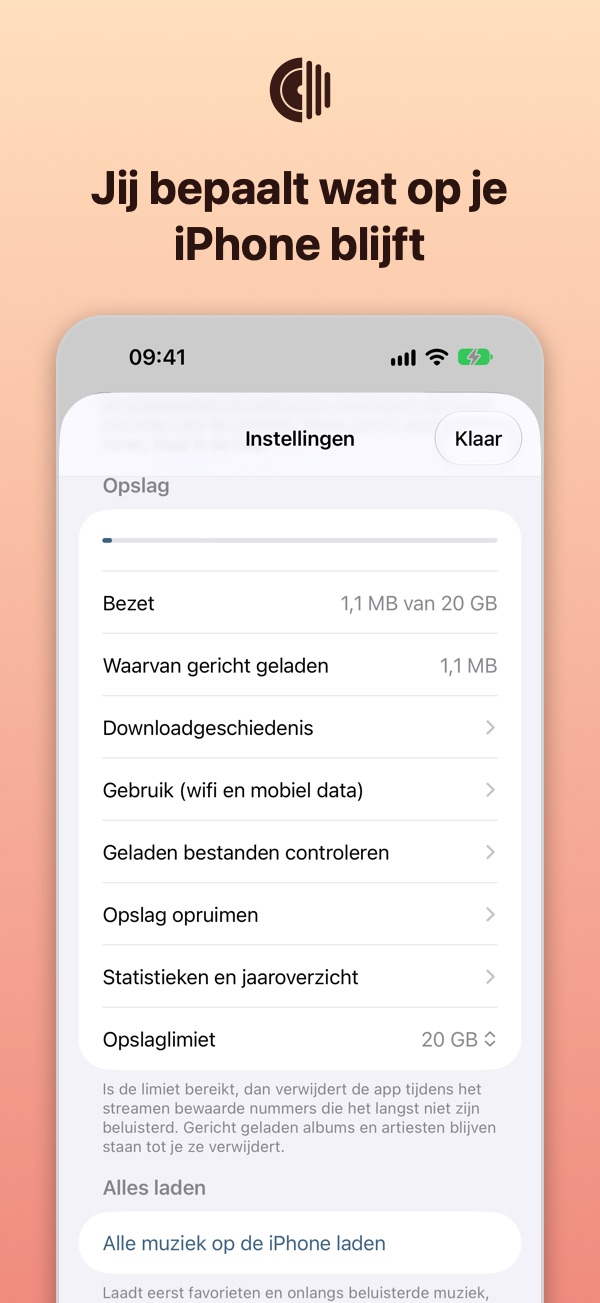 Jij bepaalt wat op je
iPhone blijft
09:41
Instellingen
Klaar
Opslag
Bezet
1,1 MB van 20 GB
Waarvan gericht geladen
1,1 MB
Downloadgeschiedenis
Gebruik (wifi en mobiel data)
Geladen bestanden controleren
Opslag opruimen
Statistieken en jaaroverzicht
Opslaglimiet
20 GB
Is de limiet bereikt, dan verwijdert de app tijdens het
streamen bewaarde nummers die het langst niet zijn
beluisterd. Gericht geladen albums en artiesten blijven
staan tot je ze verwijdert.
Alles laden
Alle muziek op de iPhone laden
Laadt eerst favorieten en onlangs beluisterde muziek,